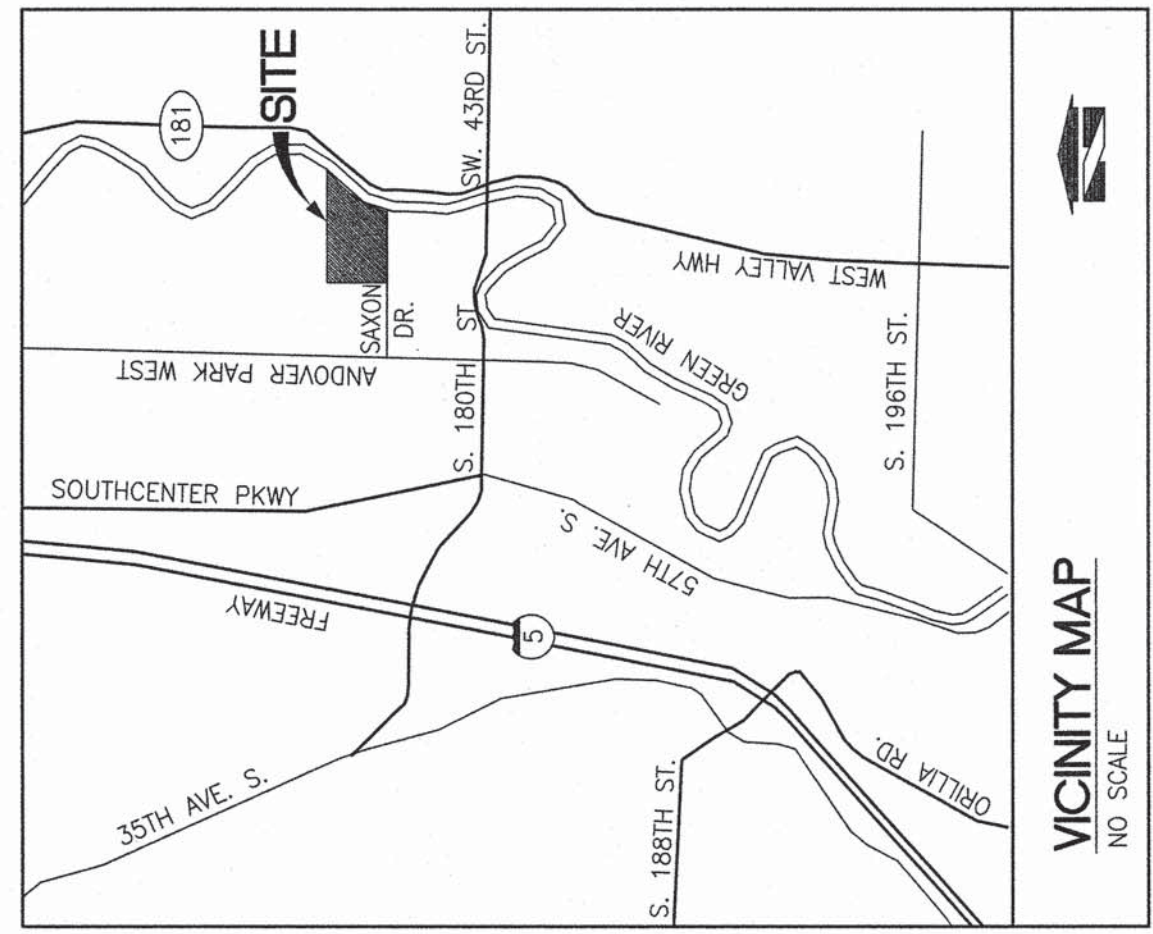 SITE
181
SW. 43RD ST.
SAXON
DR.
S. 180TH ST
ANDOVER PARK WEST
WEST VALLEY HWY
GREEN RIVER
S. 196TH ST.
SOUTHCENTER PKWY
57TH AVE. S.
FREEWAY
5
35TH AVE. S.
S. 188TH ST.
ORILLIA RD.
VICINITY MAP
NO SCALE